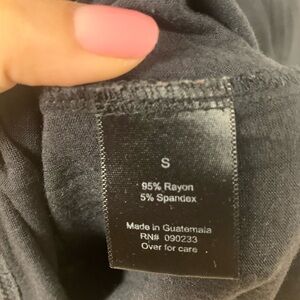 S
95% Rayon
5% Spandex
Made in Guatemala
RN# 090233
Over for care